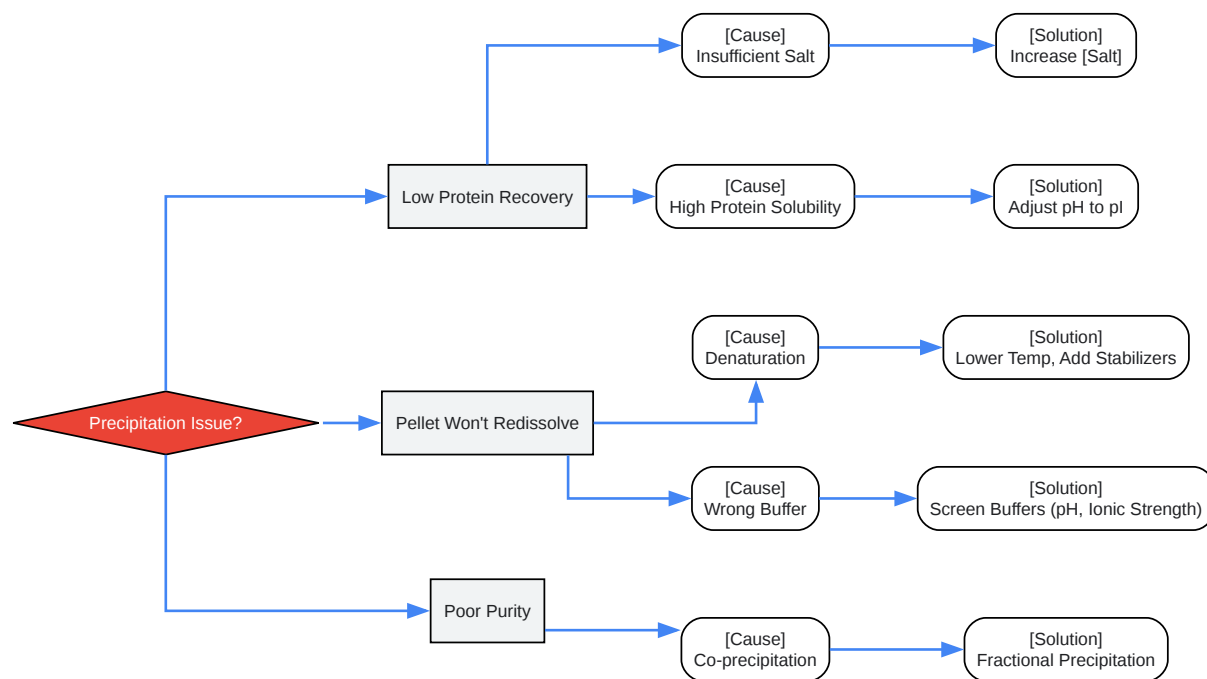 [Cause]
Insufficient Salt
[Solution]
Increase [Salt]
Low Protein Recovery
[Cause]
High Protein Solubility
[Solution]
Adjust pH to pI
[Cause]
Denaturation
[Solution]
Lower Temp, Add Stabilizers
Precipitation Issue?
Pellet Won't Redissolve
[Cause]
Wrong Buffer
[Solution]
Screen Buffers (pH, Ionic Strength)
Poor Purity
[Cause]
Co-precipitation
[Solution]
Fractional Precipitation